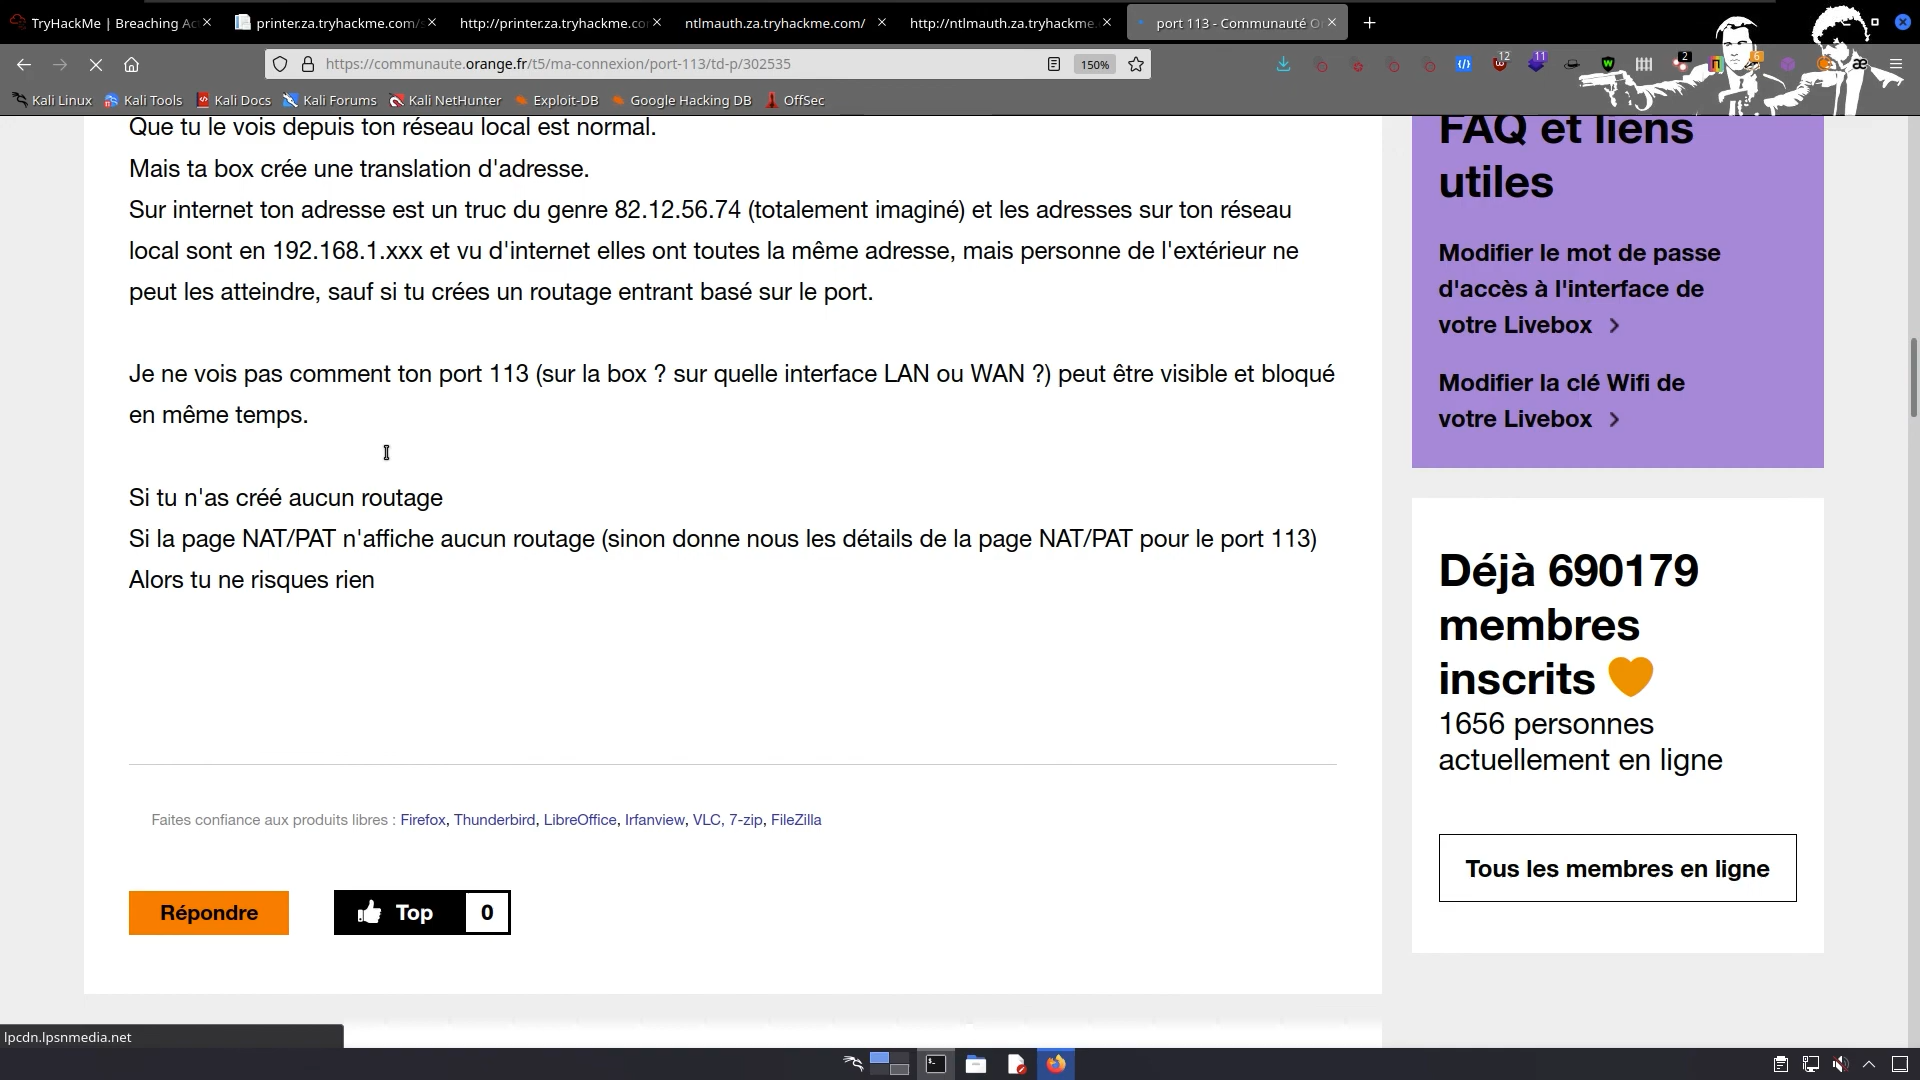 TryHackMe | Breaching Ac
printer.za.tryhackme.com/s
http://printer.za.tryhackme.co
ntlmauth.za.tryhackme.com/
http://ntlmauth.za.tryhackme.
port 113 - Communauté O
https://communaute.orange.fr/t5/ma-connexion/port-113/td-p/302535
150%
12
11
2
6
Kali Linux
Kali Tools
Kali Docs
Kali Forums
Kali NetHunter
Exploit-DB
Google Hacking DB
OffSec
Que tu le vois depuis ton réseau local est normal.
Mais ta box crée une translation d'adresse.
Sur internet ton adresse est un truc du genre 82.12.56.74 (totalement imaginé) et les adresses sur ton réseau
local sont en 192.168.1.xxx et vu d'internet elles ont toutes la même adresse, mais personne de l'extérieur ne
peut les atteindre, sauf si tu crées un routage entrant basé sur le port.
Je ne vois pas comment ton port 113 (sur la box ? sur quelle interface LAN ou WAN ?) peut être visible et bloqué
en même temps.
Si tu n'as créé aucun routage
Si la page NAT/PAT n'affiche aucun routage (sinon donne nous les détails de la page NAT/PAT pour le port 113)
Alors tu ne risques rien
Faites confiance aux produits libres : Firefox, Thunderbird, LibreOffice, Irfanview, VLC, 7-zip, FileZilla
Répondre
Top
0
FAQ et liens
utiles
Modifier le mot de passe
d'accès à l'interface de
votre Livebox
Modifier la clé Wifi de
votre Livebox
Déjà 690179
membres
inscrits
1656 personnes
actuellement en ligne
Tous les membres en ligne
lpcdn.lpsnmedia.net